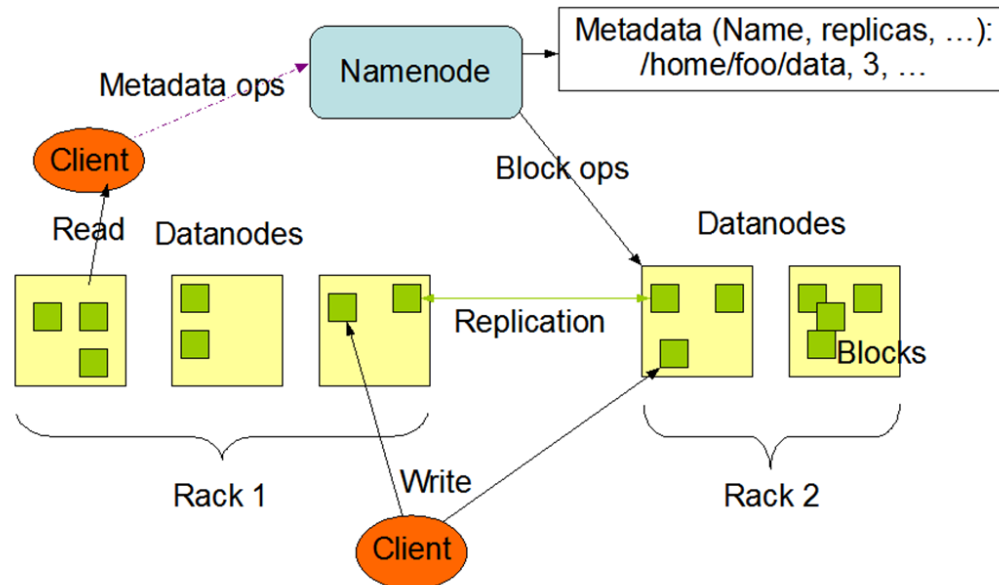 Metadata (Name, replicas, …):
/home/foo/data, 3, …
Namenode
Metadata ops
Client
Block ops
Read
Datanodes
Datanodes
Replication
Blocks
Rack 1
Write
Rack 2
Client